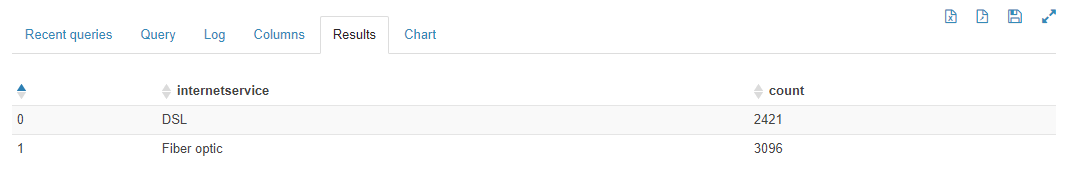 Recent queries Query Log Columns Results Chart
internetservice count
0 DSL 2421
1 Fiber optic 3096